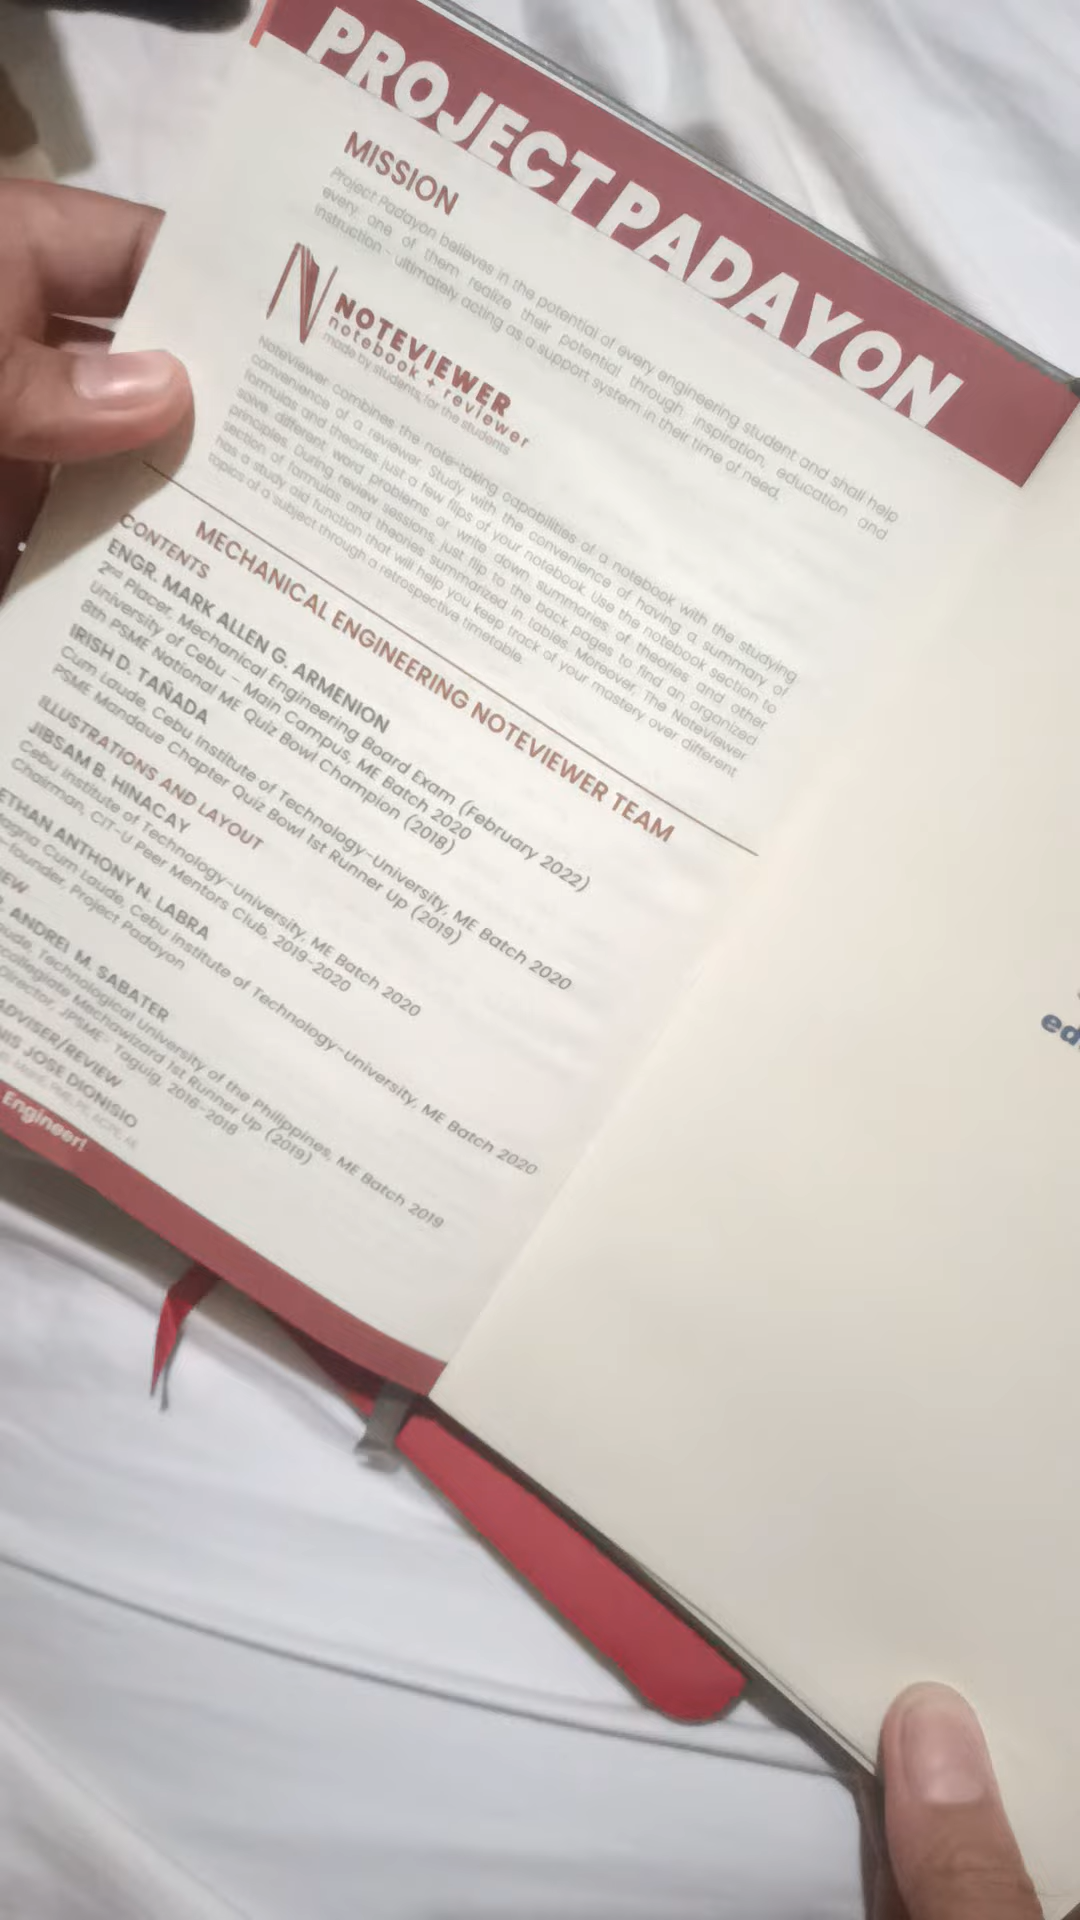 PROJECT PADAYON
MISSION
Project Padayon believes in the potential of every engineering student and shall help
every one of them realize their potential through inspiration, education and
instruction - ultimately acting as a support system in their time of need.
N
NOTEVIEWER
notebook + reviewer
made by students, for the students
NoteViewer combines the note-taking capabilities of a notebook with the studying
convenience of a reviewer. Study with the convenience of having a summary of
formulas and theories just a few flips of your notebook. Use the notebook section to
solve different word problems or write down summaries of theories and other
principles. During review sessions, just flip to the back pages to find an organized
section of formulas and theories summarized in tables. Moreover, The NoteViewer
has a study aid function that will help you keep track of your mastery over different
topics of a subject through a retrospective timetable.
MECHANICAL ENGINEERING NOTEVIEWER TEAM
CONTENTS
ENGR. MARK ALLEN G. ARMENION
2nd Placer, Mechanical Engineering Board Exam (February 2022)
University of Cebu – Main Campus, ME Batch 2020
8th PSME National ME Quiz Bowl Champion (2018)
IRISH D. TAÑADA
Cum Laude, Cebu Institute of Technology-University, ME Batch 2020
PSME Mandaue Chapter Quiz Bowl 1st Runner Up (2019)
ILLUSTRATIONS AND LAYOUT
JIBSAM B. HINACAY
Cebu Institute of Technology-University, ME Batch 2020
Chairman, CIT-U Peer Mentors Club, 2019-2020
ETHAN ANTHONY N. LABRA
Magna Cum Laude, Cebu Institute of Technology-University, ME Batch 2020
-founder, Project Padayon
EW
. ANDREI M. SABATER
aude, Technological University of the Philippines, ME Batch 2019
collegiate Mechawizard 1st Runner Up (2019)
Director, JPSME- Taguig, 2016-2018
ADVISER/REVIEW
NIS JOSE DIONISIO
Engineer!
ed